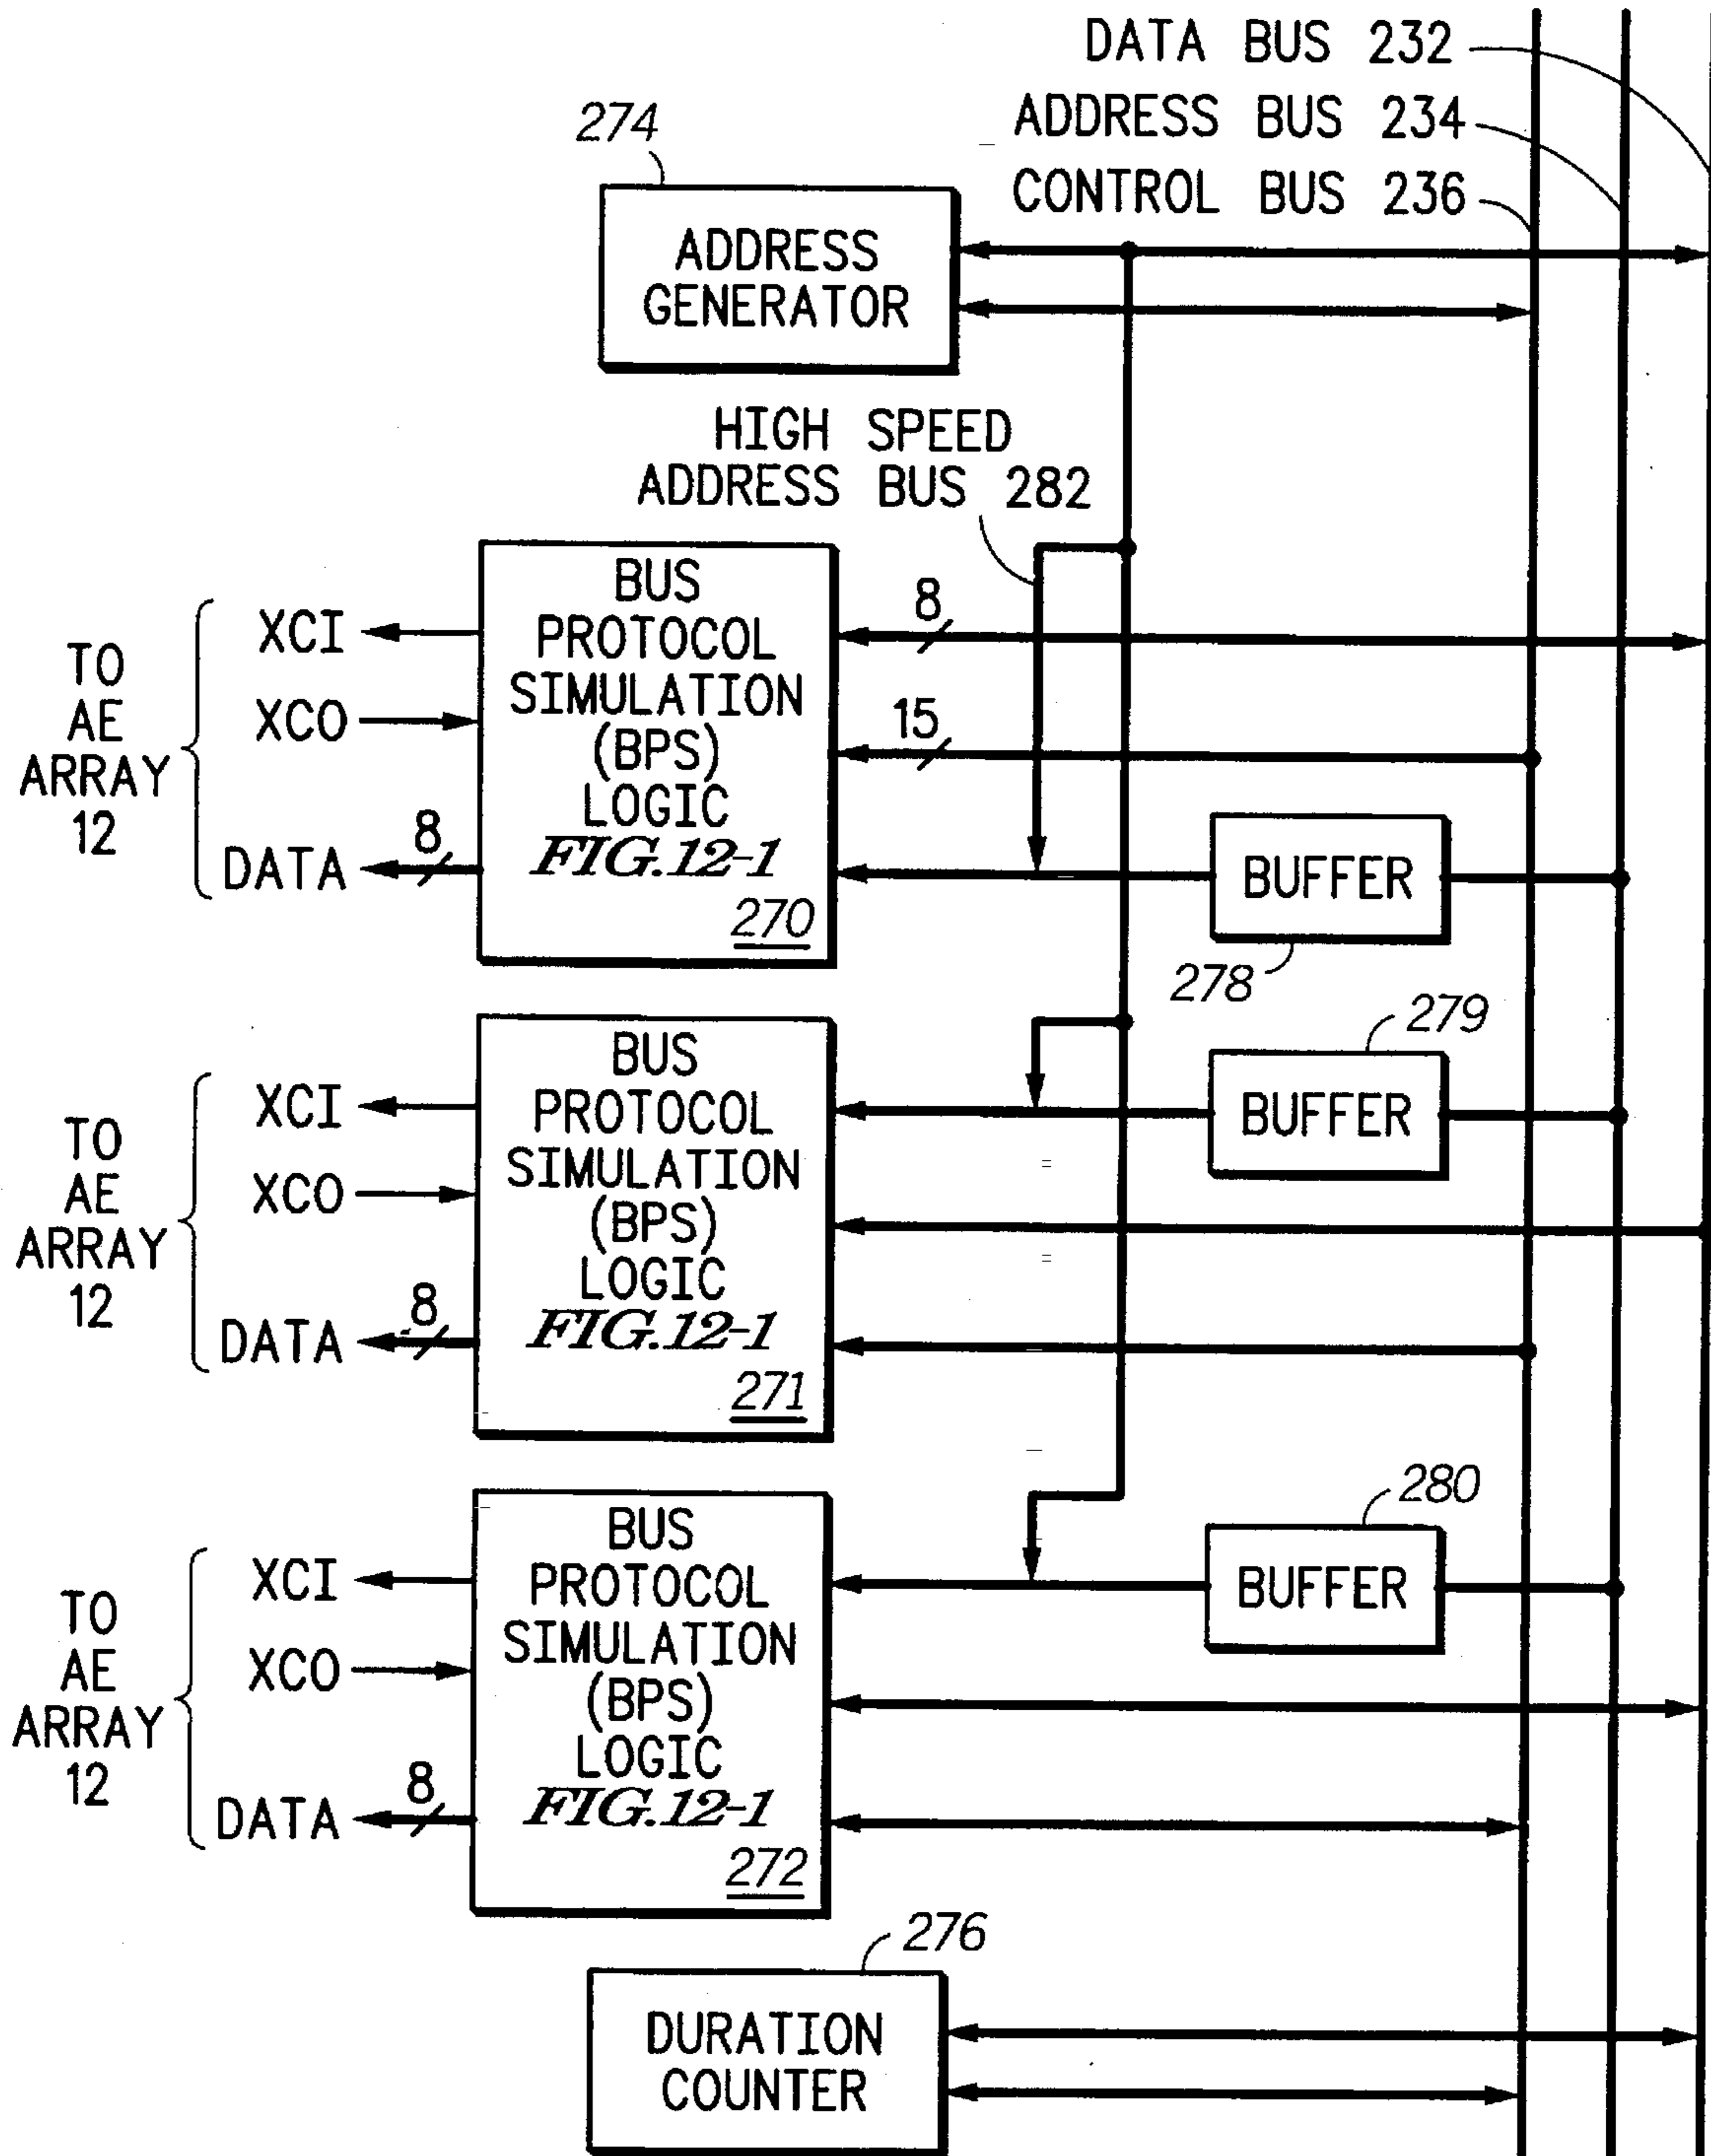 DATA BUS 232
ADDRESS BUS 234
CONTROL BUS 236
274
ADDRESS
GENERATOR
HIGH SPEED
ADDRESS BUS 282
TO
AE
ARRAY
12
XCI
XCO
DATA
8
BUS
PROTOCOL
SIMULATION
(BPS)
LOGIC
FIG.12-1
270
8
15
BUFFER
278
TO
AE
ARRAY
12
XCI
XCO
DATA
8
BUS
PROTOCOL
SIMULATION
(BPS)
LOGIC
FIG.12-1
271
279
BUFFER
TO
AE
ARRAY
12
XCI
XCO
DATA
8
BUS
PROTOCOL
SIMULATION
(BPS)
LOGIC
FIG.12-1
272
280
BUFFER
276
DURATION
COUNTER